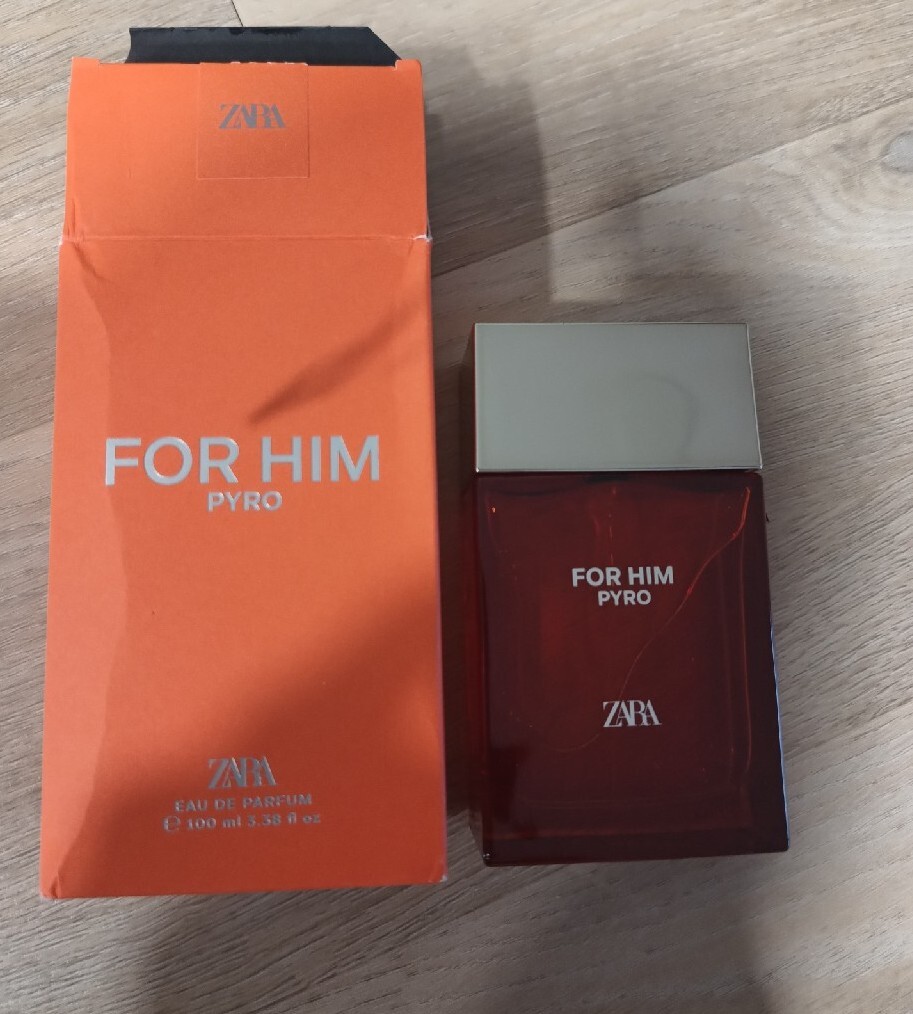 ZARA
FOR HIM
PYRO
ZARA
EAU DE PARFUM
℮ 100 ml 3.38 fl oz
FOR HIM
PYRO
ZARA